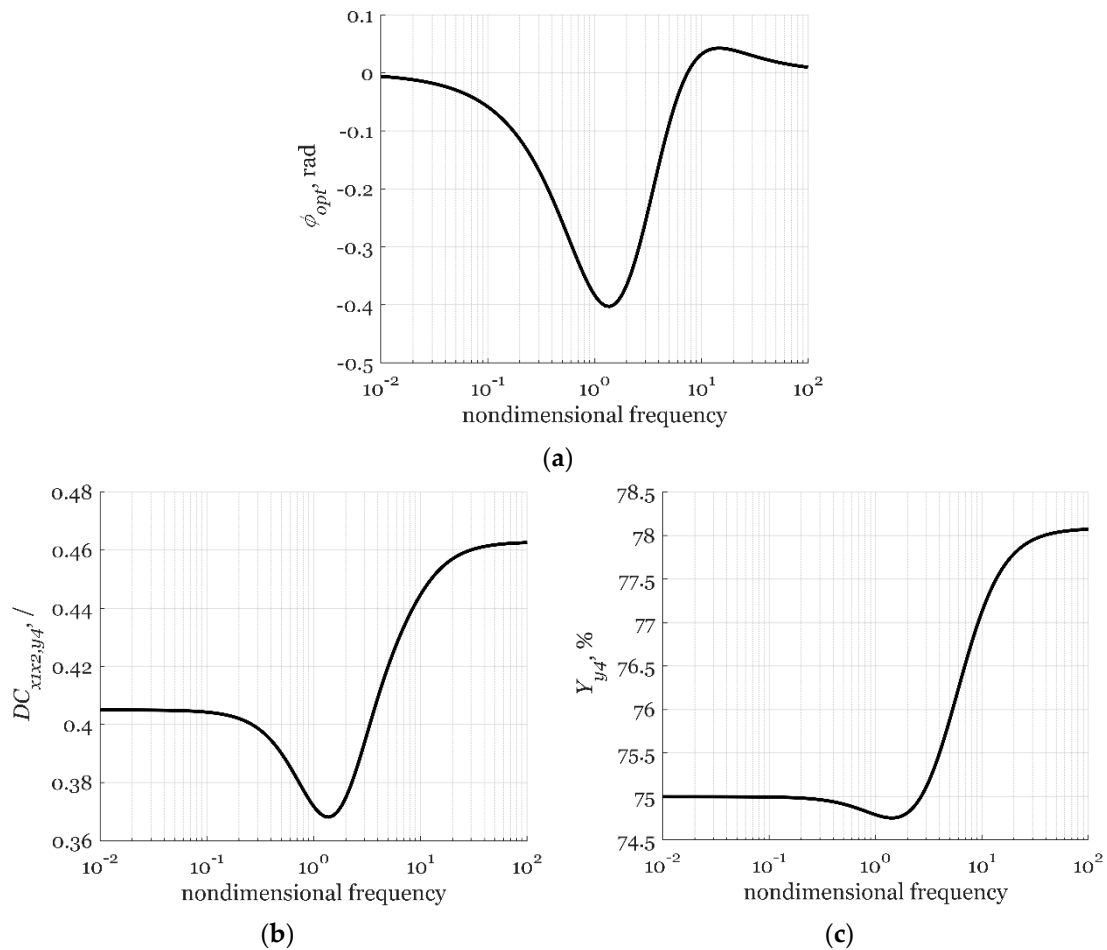 0.1
0
-0.1
-0.2
-0.3
-0.4
-0.5
ϕopt, rad
10-2 10-1 100 101 102
nondimensional frequency
(a)
0.48
0.46
0.44
0.42
0.4
0.38
0.36
DCx1x2,y4, /
10-2 10-1 100 101 102
nondimensional frequency
(b)
78.5
78
77.5
77
76.5
76
75.5
75
74.5
Yy4, %
10-2 10-1 100 101 102
nondimensional frequency
(c)